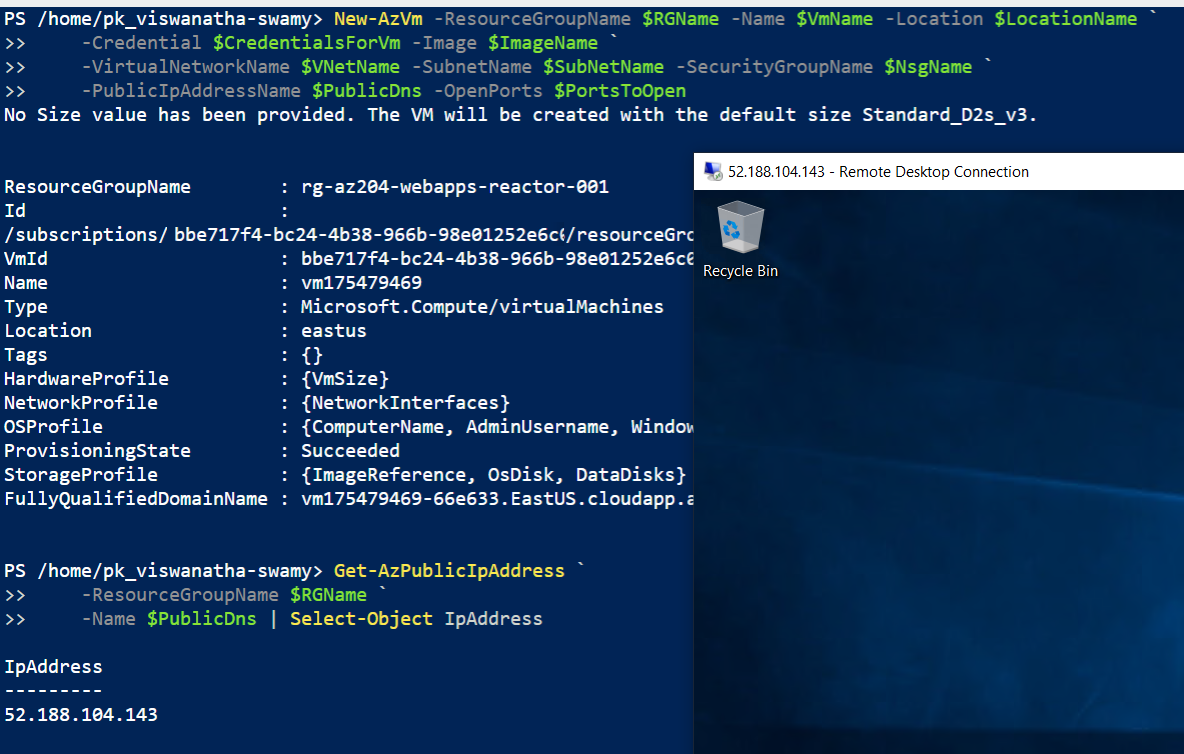 PS /home/pk_viswanatha-swamy> New-AzVm -ResourceGroupName $RGName -Name $VmName -Location $LocationName `
>>     -Credential $CredentialsForVm -Image $ImageName `
>>     -VirtualNetworkName $VNetName -SubnetName $SubNetName -SecurityGroupName $NsgName `
>>     -PublicIpAddressName $PublicDns -OpenPorts $PortsToOpen
No Size value has been provided. The VM will be created with the default size Standard_D2s_v3.
ResourceGroupName        : rg-az204-webapps-reactor-001
Id                       :
/subscriptions/ bbe717f4-bc24-4b38-966b-98e01252e6c /resourceGrc
VmId                     : bbe717f4-bc24-4b38-966b-98e01252e6c
Name                     : vm175479469
Type                     : Microsoft.Compute/virtualMachines
Location                 : eastus
Tags                     : {}
HardwareProfile          : {VmSize}
NetworkProfile           : {NetworkInterfaces}
OSProfile                : {ComputerName, AdminUsername, Window
ProvisioningState        : Succeeded
StorageProfile           : {ImageReference, OsDisk, DataDisks}
FullyQualifiedDomainName : vm175479469-66e633.EastUS.cloudapp.a
52.188.104.143 - Remote Desktop Connection
Recycle Bin
PS /home/pk_viswanatha-swamy> Get-AzPublicIpAddress `
>>     -ResourceGroupName $RGName `
>>     -Name $PublicDns | Select-Object IpAddress
IpAddress
---------
52.188.104.143